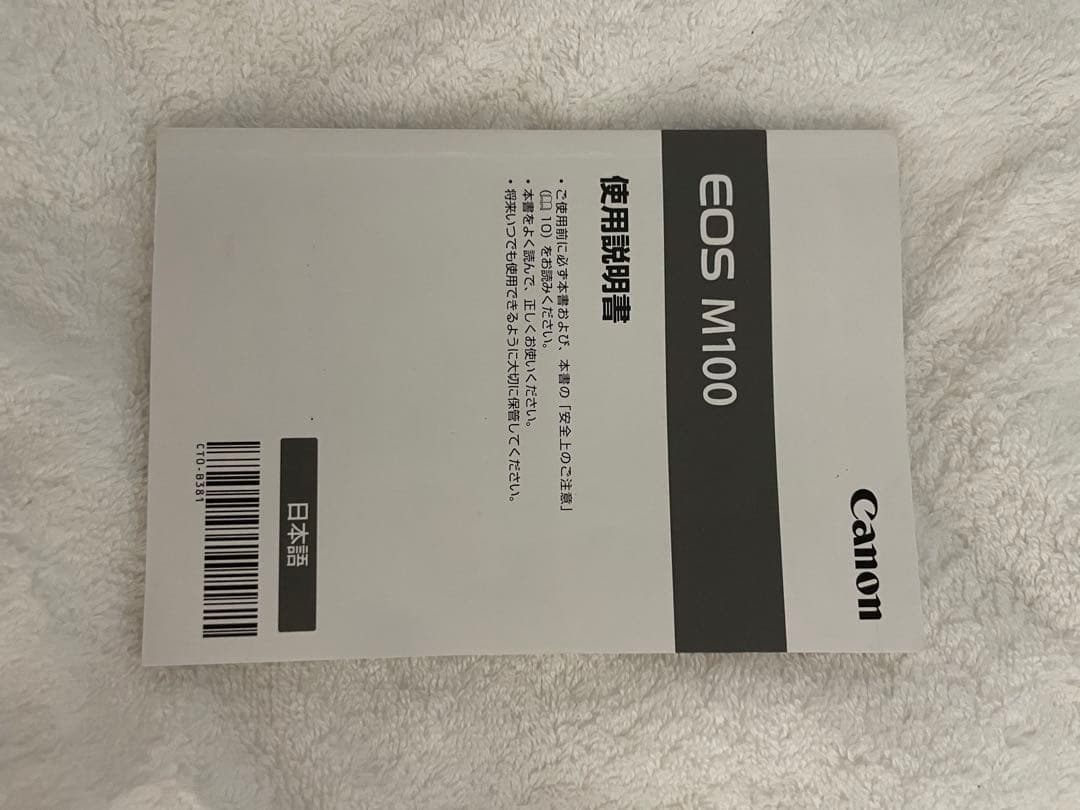 Canon
EOS M100
使用説明書
・ご使用前に必ず本書および、本書の「安全上のご注意」
(📖10) をお読みください。
・本書をよく読んで、正しくお使いください。
・将来いつでも使用できるように大切に保管してください。
日本語
CT0-B381